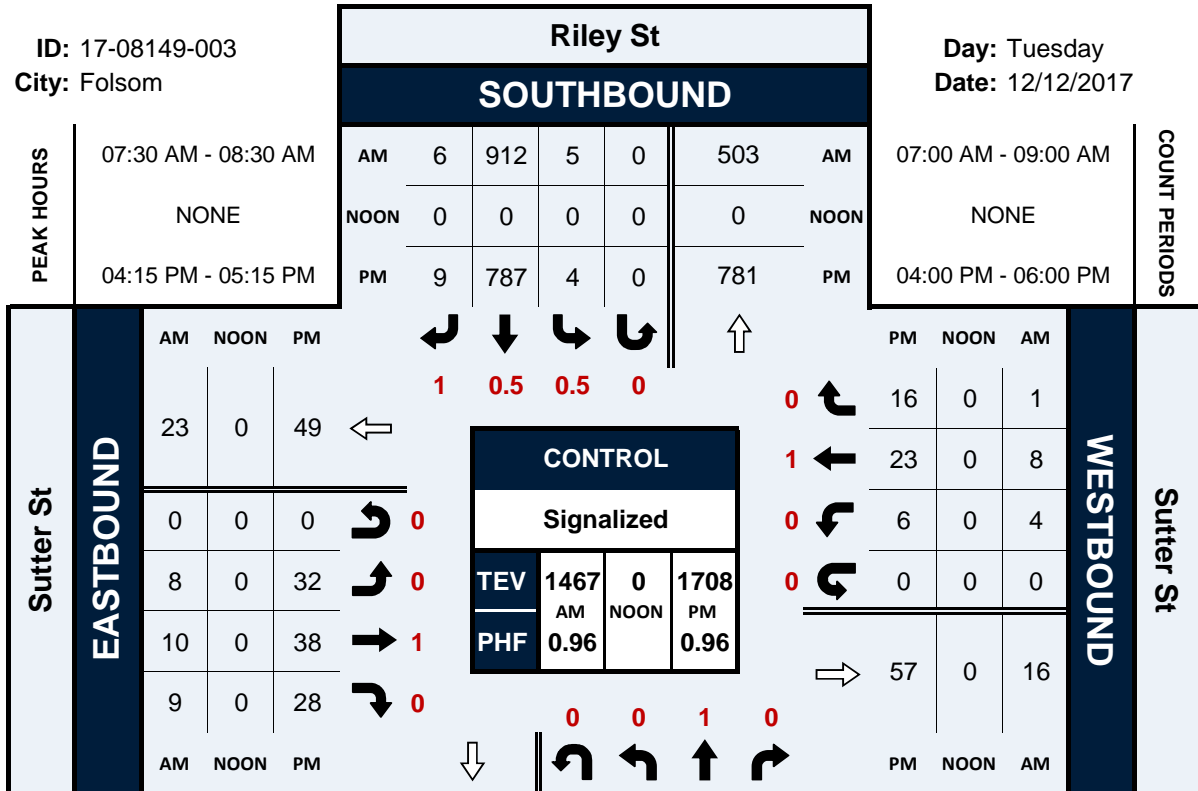 ID: 17-08149-003
City: Folsom
Riley St
SOUTHBOUND
Day: Tuesday
Date: 12/12/2017
PEAK HOURS
07:30 AM - 08:30 AM
NONE
04:15 PM - 05:15 PM
AM 6 912 5 0 503 AM
NOON 0 0 0 0 0 NOON
PM 9 787 4 0 781 PM
07:00 AM - 09:00 AM
NONE
04:00 PM - 06:00 PM
COUNT PERIODS
1 0.5 0.5 0
Sutter St
EASTBOUND
AM NOON PM
23 0 49
0 0 0 0
8 0 32 0
10 0 38 1
9 0 28 0
AM NOON PM
CONTROL
Signalized
TEV 1467 0 1708
AM NOON PM
PHF 0.96 0.96
PM NOON AM
0 16 0 1
1 23 0 8
0 6 0 4
0 0 0 0
57 0 16
PM NOON AM
WESTBOUND
Sutter St
0 0 1 0